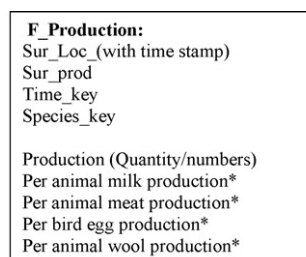 F_Production:
Sur_Loc_(with time stamp)
Sur_prod
Time_key
Species_key
Production (Quantity/numbers)
Per animal milk production*
Per animal meat production*
Per bird egg production*
Per animal wool production*